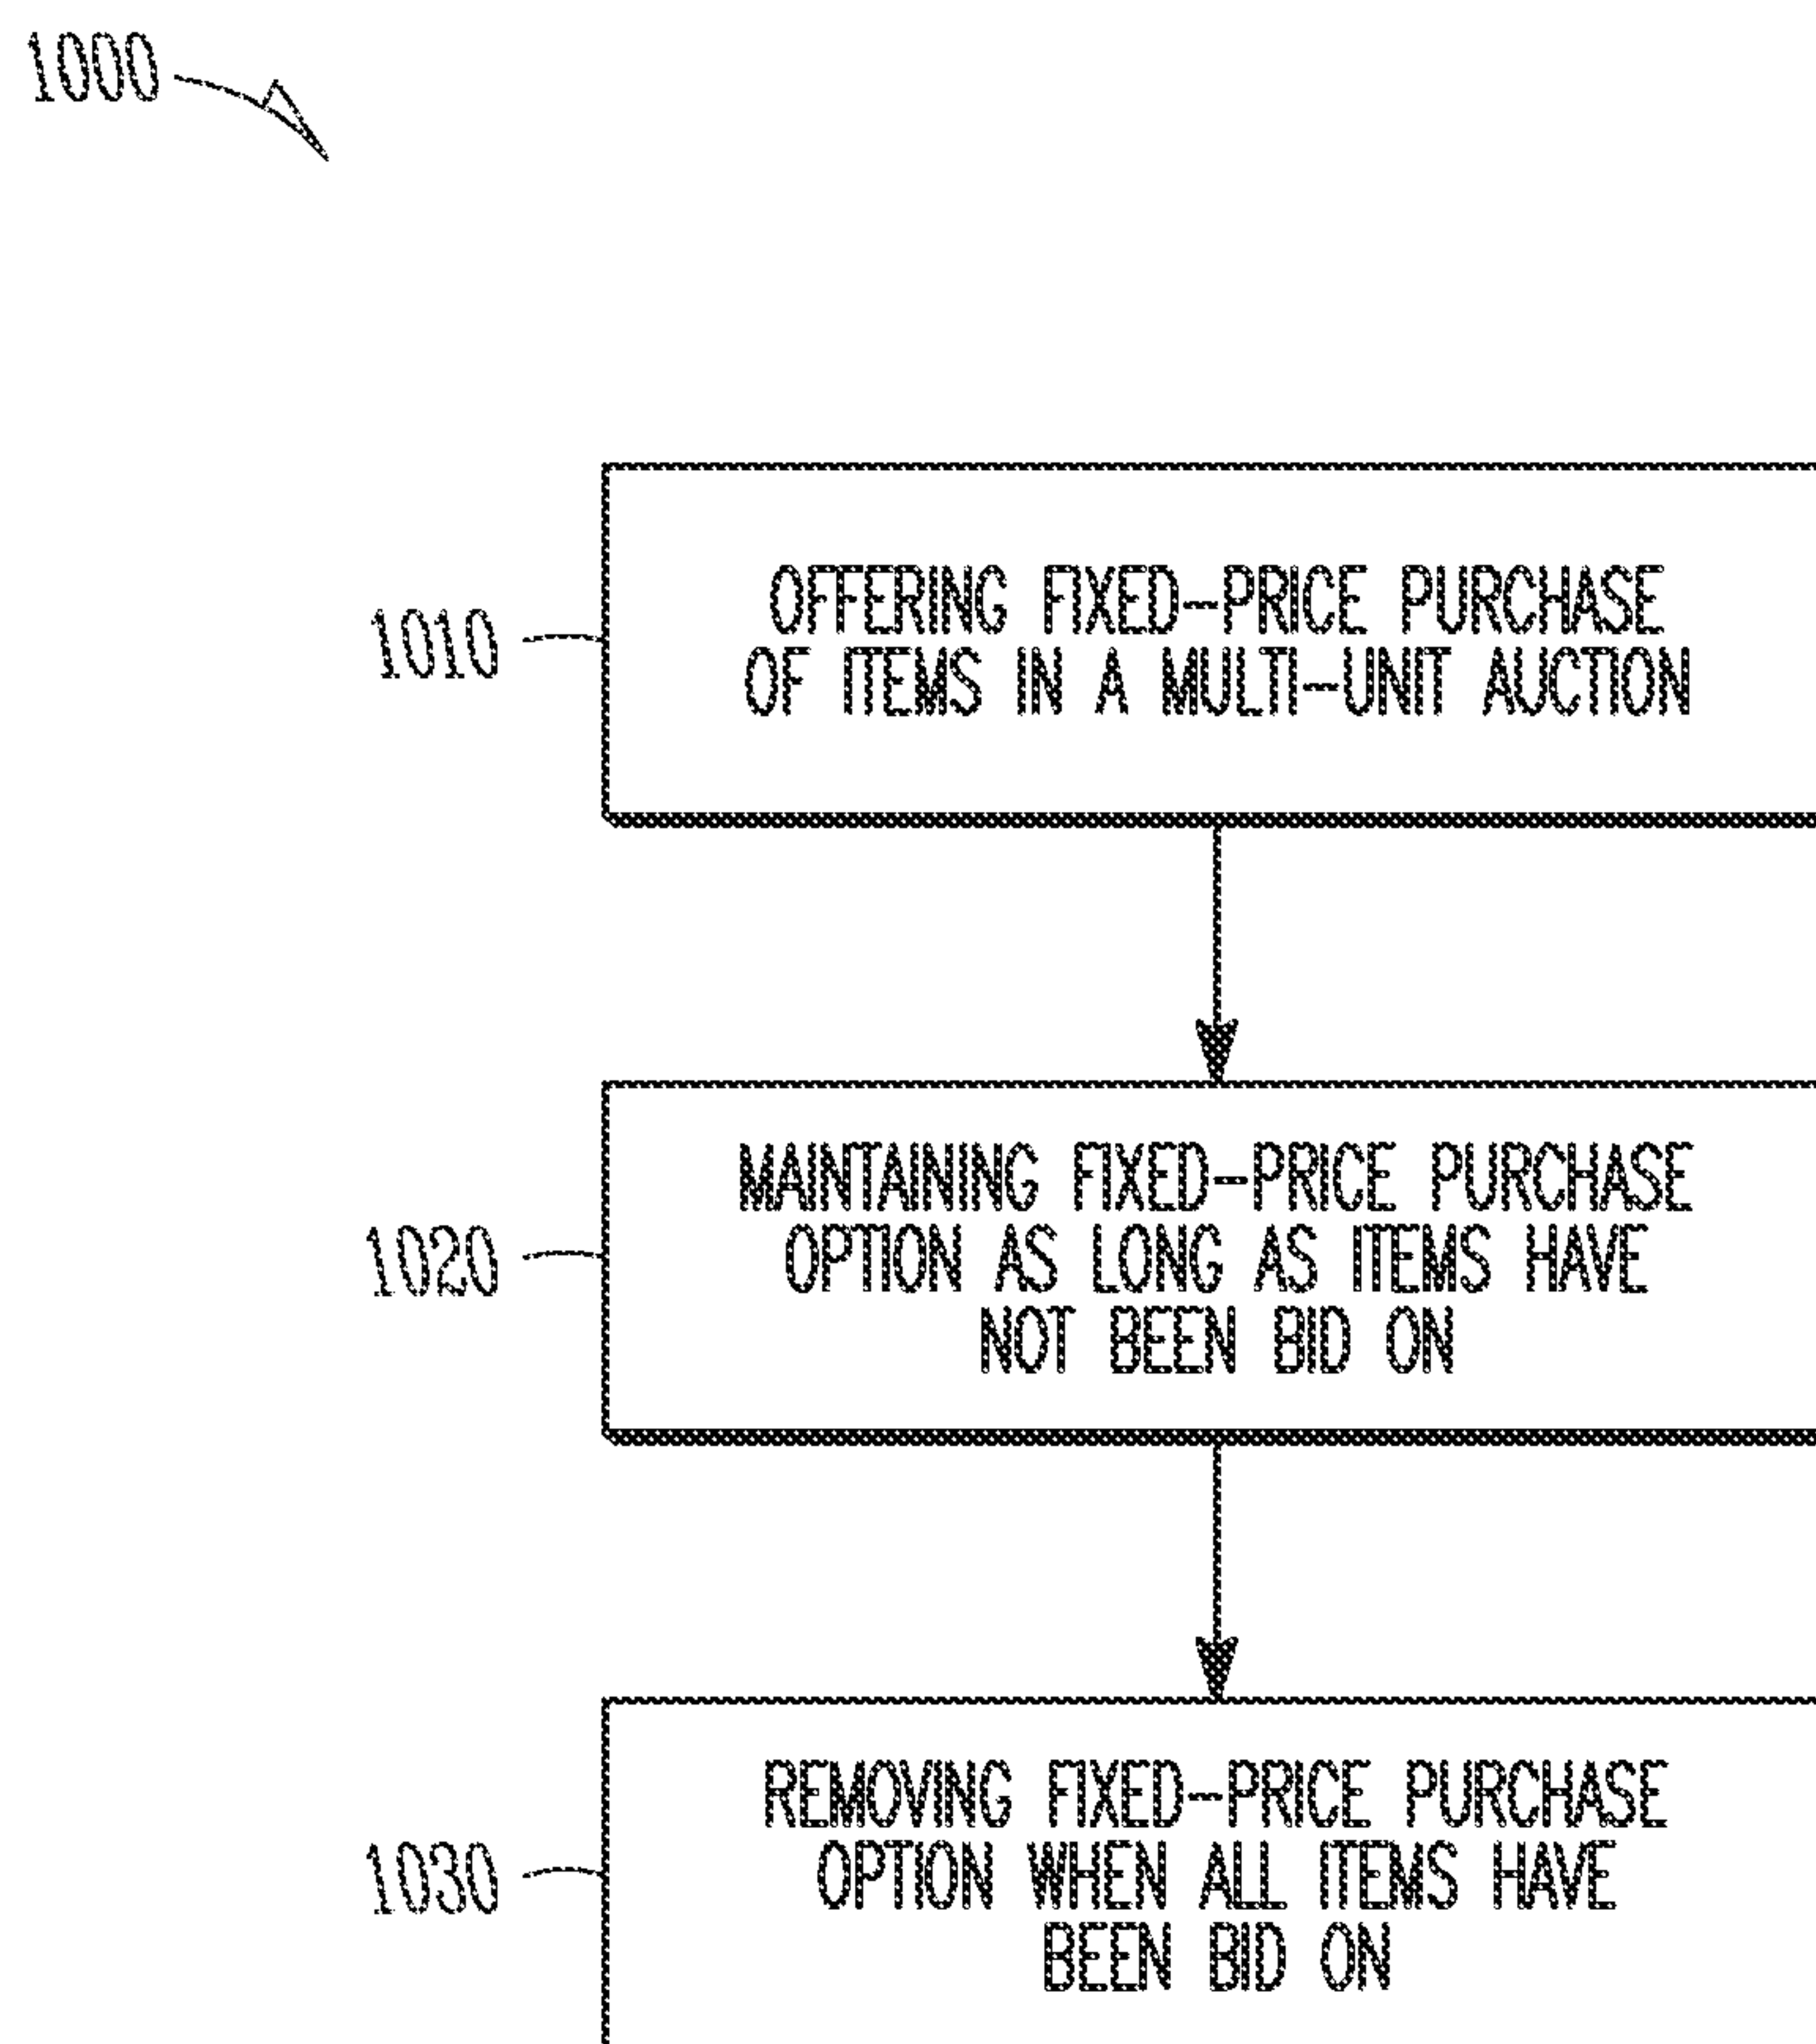 1000
1010
OFFERING FIXED-PRICE PURCHASE
OF ITEMS IN A MULTI-UNIT AUCTION
1020
MAINTAINING FIXED-PRICE PURCHASE
OPTION AS LONG AS ITEMS HAVE
NOT BEEN BID ON
1030
REMOVING FIXED-PRICE PURCHASE
OPTION WHEN ALL ITEMS HAVE
BEEN BID ON